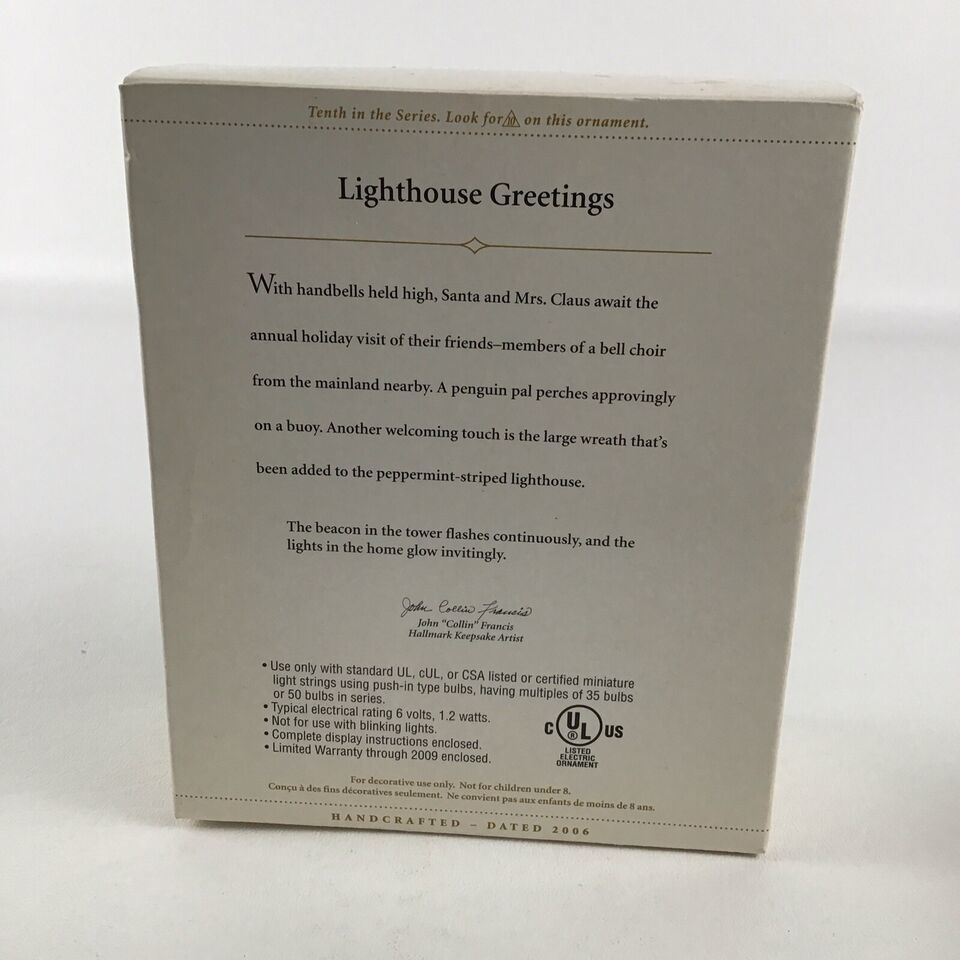 Tenth in the Series. Look for 10 on this ornament.
Lighthouse Greetings
With handbells held high, Santa and Mrs. Claus await the
annual holiday visit of their friends–members of a bell choir
from the mainland nearby. A penguin pal perches approvingly
on a buoy. Another welcoming touch is the large wreath that's
been added to the peppermint-striped lighthouse.
The beacon in the tower flashes continuously, and the
lights in the home glow invitingly.
John Collin Francis
John "Collin" Francis
Hallmark Keepsake Artist
• Use only with standard UL, cUL, or CSA listed or certified miniature
light strings using push-in type bulbs, having multiples of 35 bulbs
or 50 bulbs in series.
• Typical electrical rating 6 volts, 1.2 watts.
• Not for use with blinking lights.
• Complete display instructions enclosed.
• Limited Warranty through 2009 enclosed.
C UL ® US
LISTED
ELECTRIC
ORNAMENT
For decorative use only. Not for children under 8.
Conçu à des fins décoratives seulement. Ne convient pas aux enfants de moins de 8 ans.
HANDCRAFTED – DATED 2006